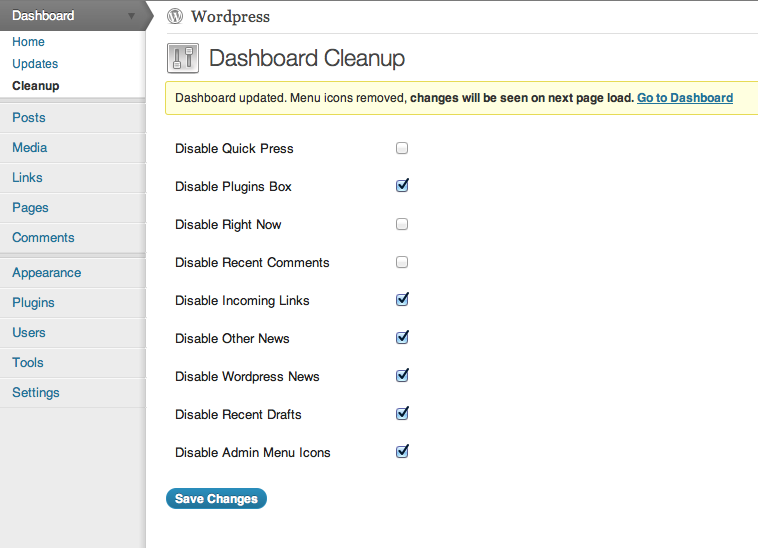 Dashboard
Home
Updates
Cleanup
Posts
Media
Links
Pages
Comments
Appearance
Plugins
Users
Tools
Settings
Wordpress
Dashboard Cleanup
Dashboard updated. Menu icons removed, changes will be seen on next page load. Go to Dashboard
Disable Quick Press
Disable Plugins Box
Disable Right Now
Disable Recent Comments
Disable Incoming Links
Disable Other News
Disable Wordpress News
Disable Recent Drafts
Disable Admin Menu Icons
Save Changes